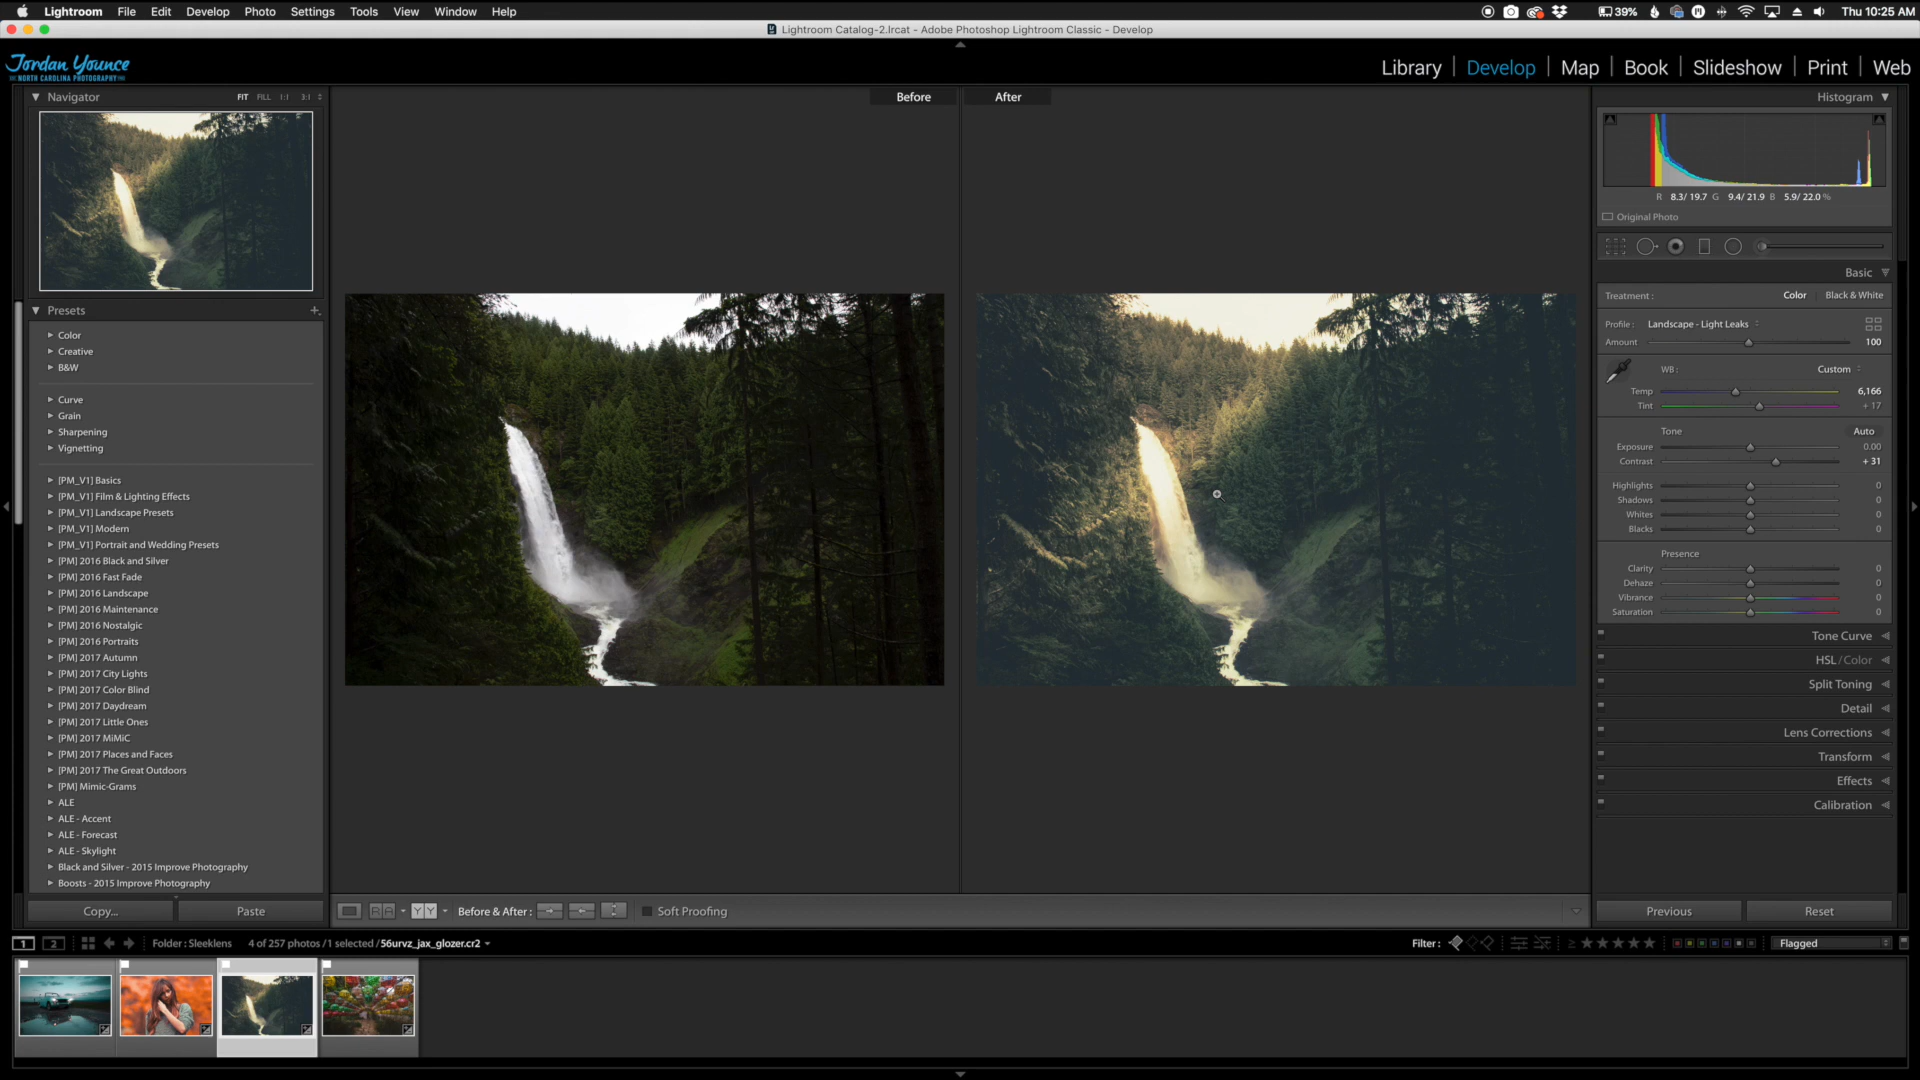 Lightroom File Edit Develop Photo Settings Tools View Window Help 39% Thu 10:25 AM
Lightroom Catalog-2.lrcat - Adobe Photoshop Lightroom Classic - Develop
Jordan Younce
NORTH CAROLINA PHOTOGRAPHY
Library | Develop | Map | Book | Slideshow | Print | Web
Navigator FIT FILL 1:1 3:1
Before After
Histogram
R 8.3/ 19.7 G 9.4/ 21.9 B 5.9/ 22.0 %
Original Photo
Basic
Treatment : Color Black & White
Profile : Landscape - Light Leaks
Amount 100
WB : Custom
Temp 6,166
Tint + 17
Tone Auto
Exposure 0.00
Contrast + 31
Highlights 0
Shadows 0
Whites 0
Blacks 0
Presence
Clarity 0
Dehaze 0
Vibrance 0
Saturation 0
Tone Curve
HSL / Color
Split Toning
Detail
Lens Corrections
Transform
Effects
Calibration
Presets
Color
Creative
B&W
Curve
Grain
Sharpening
Vignetting
[PM_V1] Basics
[PM_V1] Film & Lighting Effects
[PM_V1] Landscape Presets
[PM_V1] Modern
[PM_V1] Portrait and Wedding Presets
[PM] 2016 Black and Silver
[PM] 2016 Fast Fade
[PM] 2016 Landscape
[PM] 2016 Maintenance
[PM] 2016 Nostalgic
[PM] 2016 Portraits
[PM] 2017 Autumn
[PM] 2017 City Lights
[PM] 2017 Color Blind
[PM] 2017 Daydream
[PM] 2017 Little Ones
[PM] 2017 MiMiC
[PM] 2017 Places and Faces
[PM] 2017 The Great Outdoors
[PM] Mimic-Grams
ALE
ALE - Accent
ALE - Forecast
ALE - Skylight
Black and Silver - 2015 Improve Photography
Boosts - 2015 Improve Photography
Copy... Paste
RA YY Before & After : Soft Proofing
Previous Reset
1 2 Folder : Sleeklens 4 of 257 photos / 1 selected / 56urvz_jax_glozer.cr2 Filter : ≥ ★★★★★ Flagged